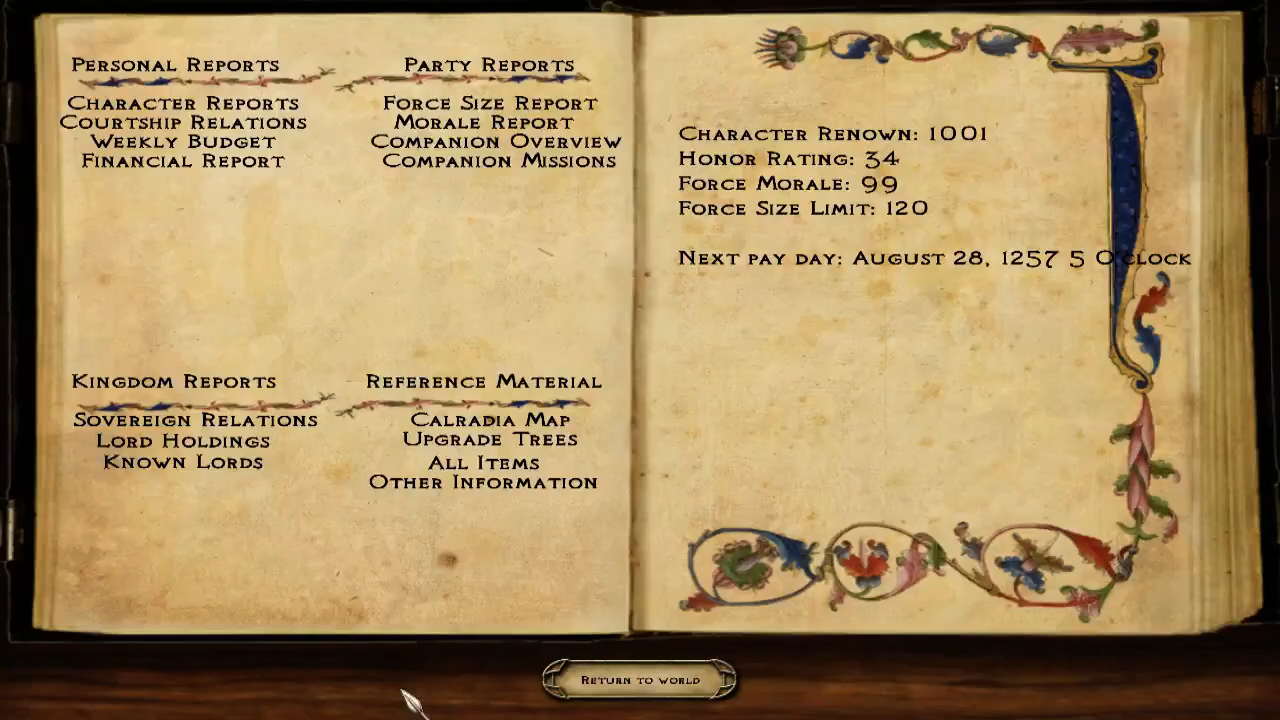 Personal Reports
Character Reports
Courtship Relations
Weekly Budget
Financial Report
Party Reports
Force Size Report
Morale Report
Companion Overview
Companion Missions
Kingdom Reports
Sovereign Relations
Lord Holdings
Known Lords
Reference Material
Calradia Map
Upgrade Trees
All Items
Other Information
Character Renown: 1001
Honor Rating: 34
Force Morale: 99
Force Size Limit: 120
Next pay day: August 28, 1257 5 O'clock
Return to world